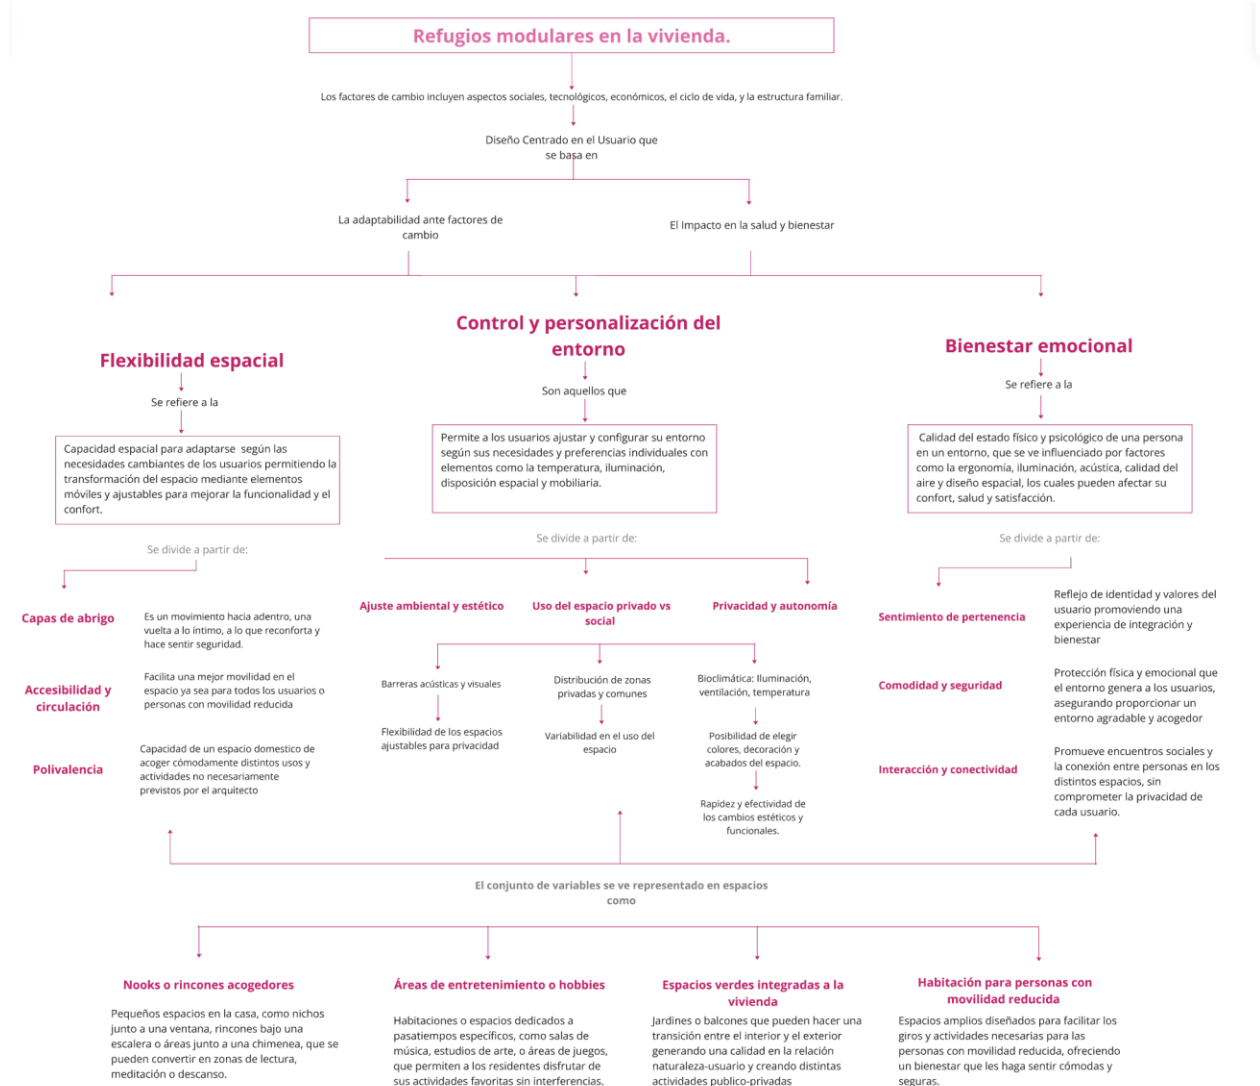 Refugios modulares en la vivienda.
Los factores de cambio incluyen aspectos sociales, tecnológicos, económicos, el ciclo de vida, y la estructura familiar.
Diseño Centrado en el Usuario que
se basa en
La adaptabilidad ante factores de
cambio
El Impacto en la salud y bienestar
Flexibilidad espacial
Se refiere a la
Capacidad espacial para adaptarse según las
necesidades cambiantes de los usuarios permitiendo la
transformación del espacio mediante elementos
móviles y ajustables para mejorar la funcionalidad y el
confort.
Se divide a partir de:
Capas de abrigo
Es un movimiento hacia adentro, una
vuelta a lo íntimo, a lo que reconforta y
hace sentir seguridad.
Accesibilidad y
circulación
Facilita una mejor movilidad en el
espacio ya sea para todos los usuarios o
personas con movilidad reducida
Polivalencia
Capacidad de un espacio domestico de
acoger cómodamente distintos usos y
actividades no necesariamente
previstos por el arquitecto
Control y personalización del
entorno
Son aquellos que
Permite a los usuarios ajustar y configurar su entorno
según sus necesidades y preferencias individuales con
elementos como la temperatura, iluminación,
disposición espacial y mobiliaria.
Se divide a partir de:
Ajuste ambiental y estético
Uso del espacio privado vs
social
Privacidad y autonomía
Barreras acústicas y visuales
Flexibilidad de los espacios
ajustables para privacidad
Distribución de zonas
privadas y comunes
Variabilidad en el uso del
espacio
Bioclimática: Iluminación,
ventilación, temperatura
Posibilidad de elegir
colores, decoración y
acabados del espacio.
Rapidez y efectividad de
los cambios estéticos y
funcionales.
Bienestar emocional
Se refiere a la
Calidad del estado físico y psicológico de una persona
en un entorno, que se ve influenciado por factores
como la ergonomía, iluminación, acústica, calidad del
aire y diseño espacial, los cuales pueden afectar su
confort, salud y satisfacción.
Se divide a partir de:
Sentimiento de pertenencia
Reflejo de identidad y valores del
usuario promoviendo una
experiencia de integración y
bienestar
Comodidad y seguridad
Protección física y emocional que
el entorno genera a los usuarios,
asegurando proporcionar un
entorno agradable y acogedor
Interacción y conectividad
Promueve encuentros sociales y
la conexión entre personas en los
distintos espacios, sin
comprometer la privacidad de
cada usuario.
El conjunto de variables se ve representado en espacios
como
Nooks o rincones acogedores
Pequeños espacios en la casa, como nichos
junto a una ventana, rincones bajo una
escalera o áreas junto a una chimenea, que se
pueden convertir en zonas de lectura,
meditación o descanso.
Áreas de entretenimiento o hobbies
Habitaciones o espacios dedicados a
pasatiempos específicos, como salas de
música, estudios de arte, o áreas de juegos,
que permiten a los residentes disfrutar de
sus actividades favoritas sin interferencias.
Espacios verdes integradas a la
vivienda
Jardines o balcones que pueden hacer una
transición entre el interior y el exterior
generando una calidad en la relación
naturaleza-usuario y creando distintas
actividades publico-privadas
Habitación para personas con
movilidad reducida
Espacios amplios diseñados para facilitar los
giros y actividades necesarias para las
personas con movilidad reducida, ofreciendo
un bienestar que les haga sentir cómodas y
seguras.